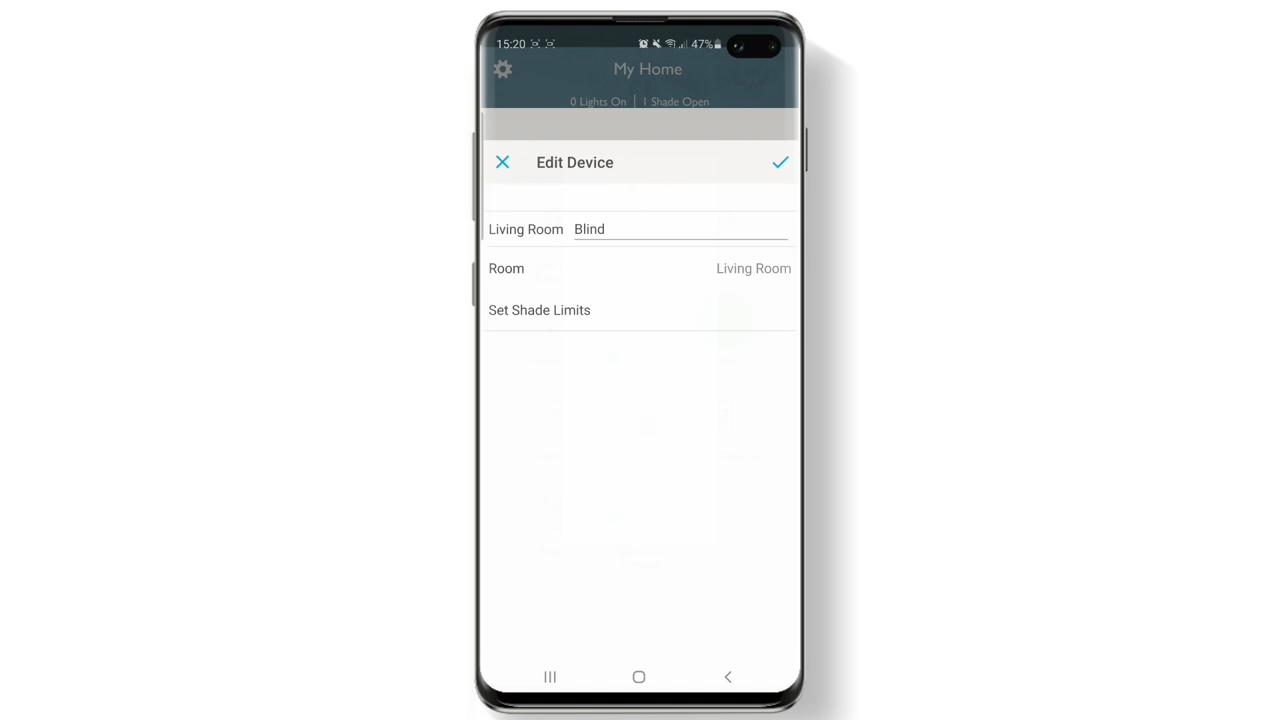 15:20 47%
My Home
0 Lights On | 1 Shade Open
Edit Device
Living Room Blind
Room Living Room
Set Shade Limits